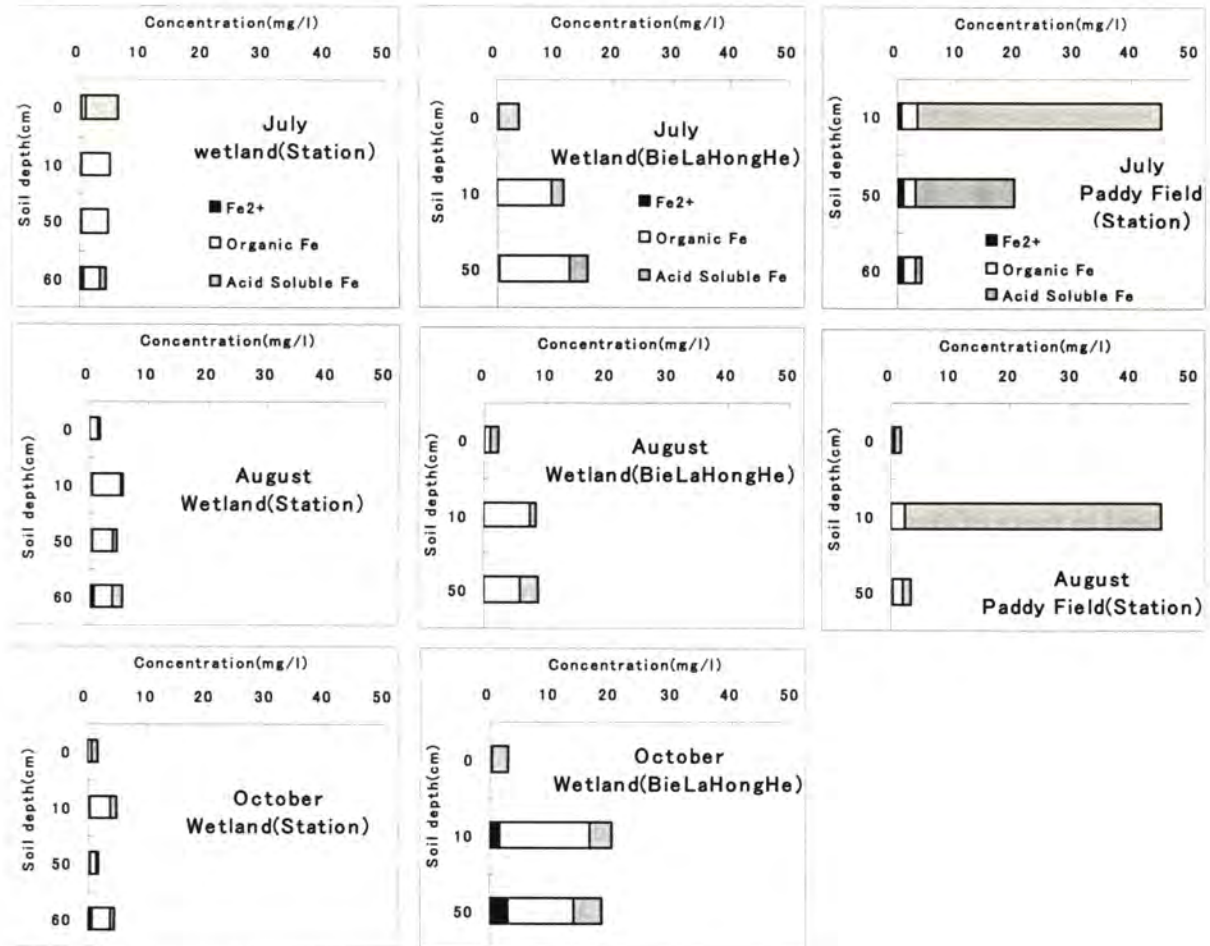 Concentration(mg/l)
0 10 20 30 40 50
Soil depth(cm)
0
10
50
60
July
wetland(Station)
Fe2+
Organic Fe
Acid Soluble Fe
Concentration(mg/l)
0 10 20 30 40 50
Soil depth(cm)
0
10
50
July
Wetland(BieLaHongHe)
Fe2+
Organic Fe
Acid Soluble Fe
Concentration(mg/l)
0 10 20 30 40 50
Soil depth(cm)
10
50
60
July
Paddy Field
(Station)
Fe2+
Organic Fe
Acid Soluble Fe
Concentration(mg/l)
0 10 20 30 40 50
Soil depth(cm)
0
10
50
60
August
Wetland(Station)
Concentration(mg/l)
0 10 20 30 40 50
Soil depth(cm)
0
10
50
August
Wetland(BieLaHongHe)
Concentration(mg/l)
0 10 20 30 40 50
Soil depth(cm)
0
10
50
August
Paddy Field(Station)
Concentration(mg/l)
0 10 20 30 40 50
Soil depth(cm)
0
10
50
60
October
Wetland(Station)
Concentration(mg/l)
0 10 20 30 40 50
Soil depth(cm)
0
10
50
October
Wetland(BieLaHongHe)